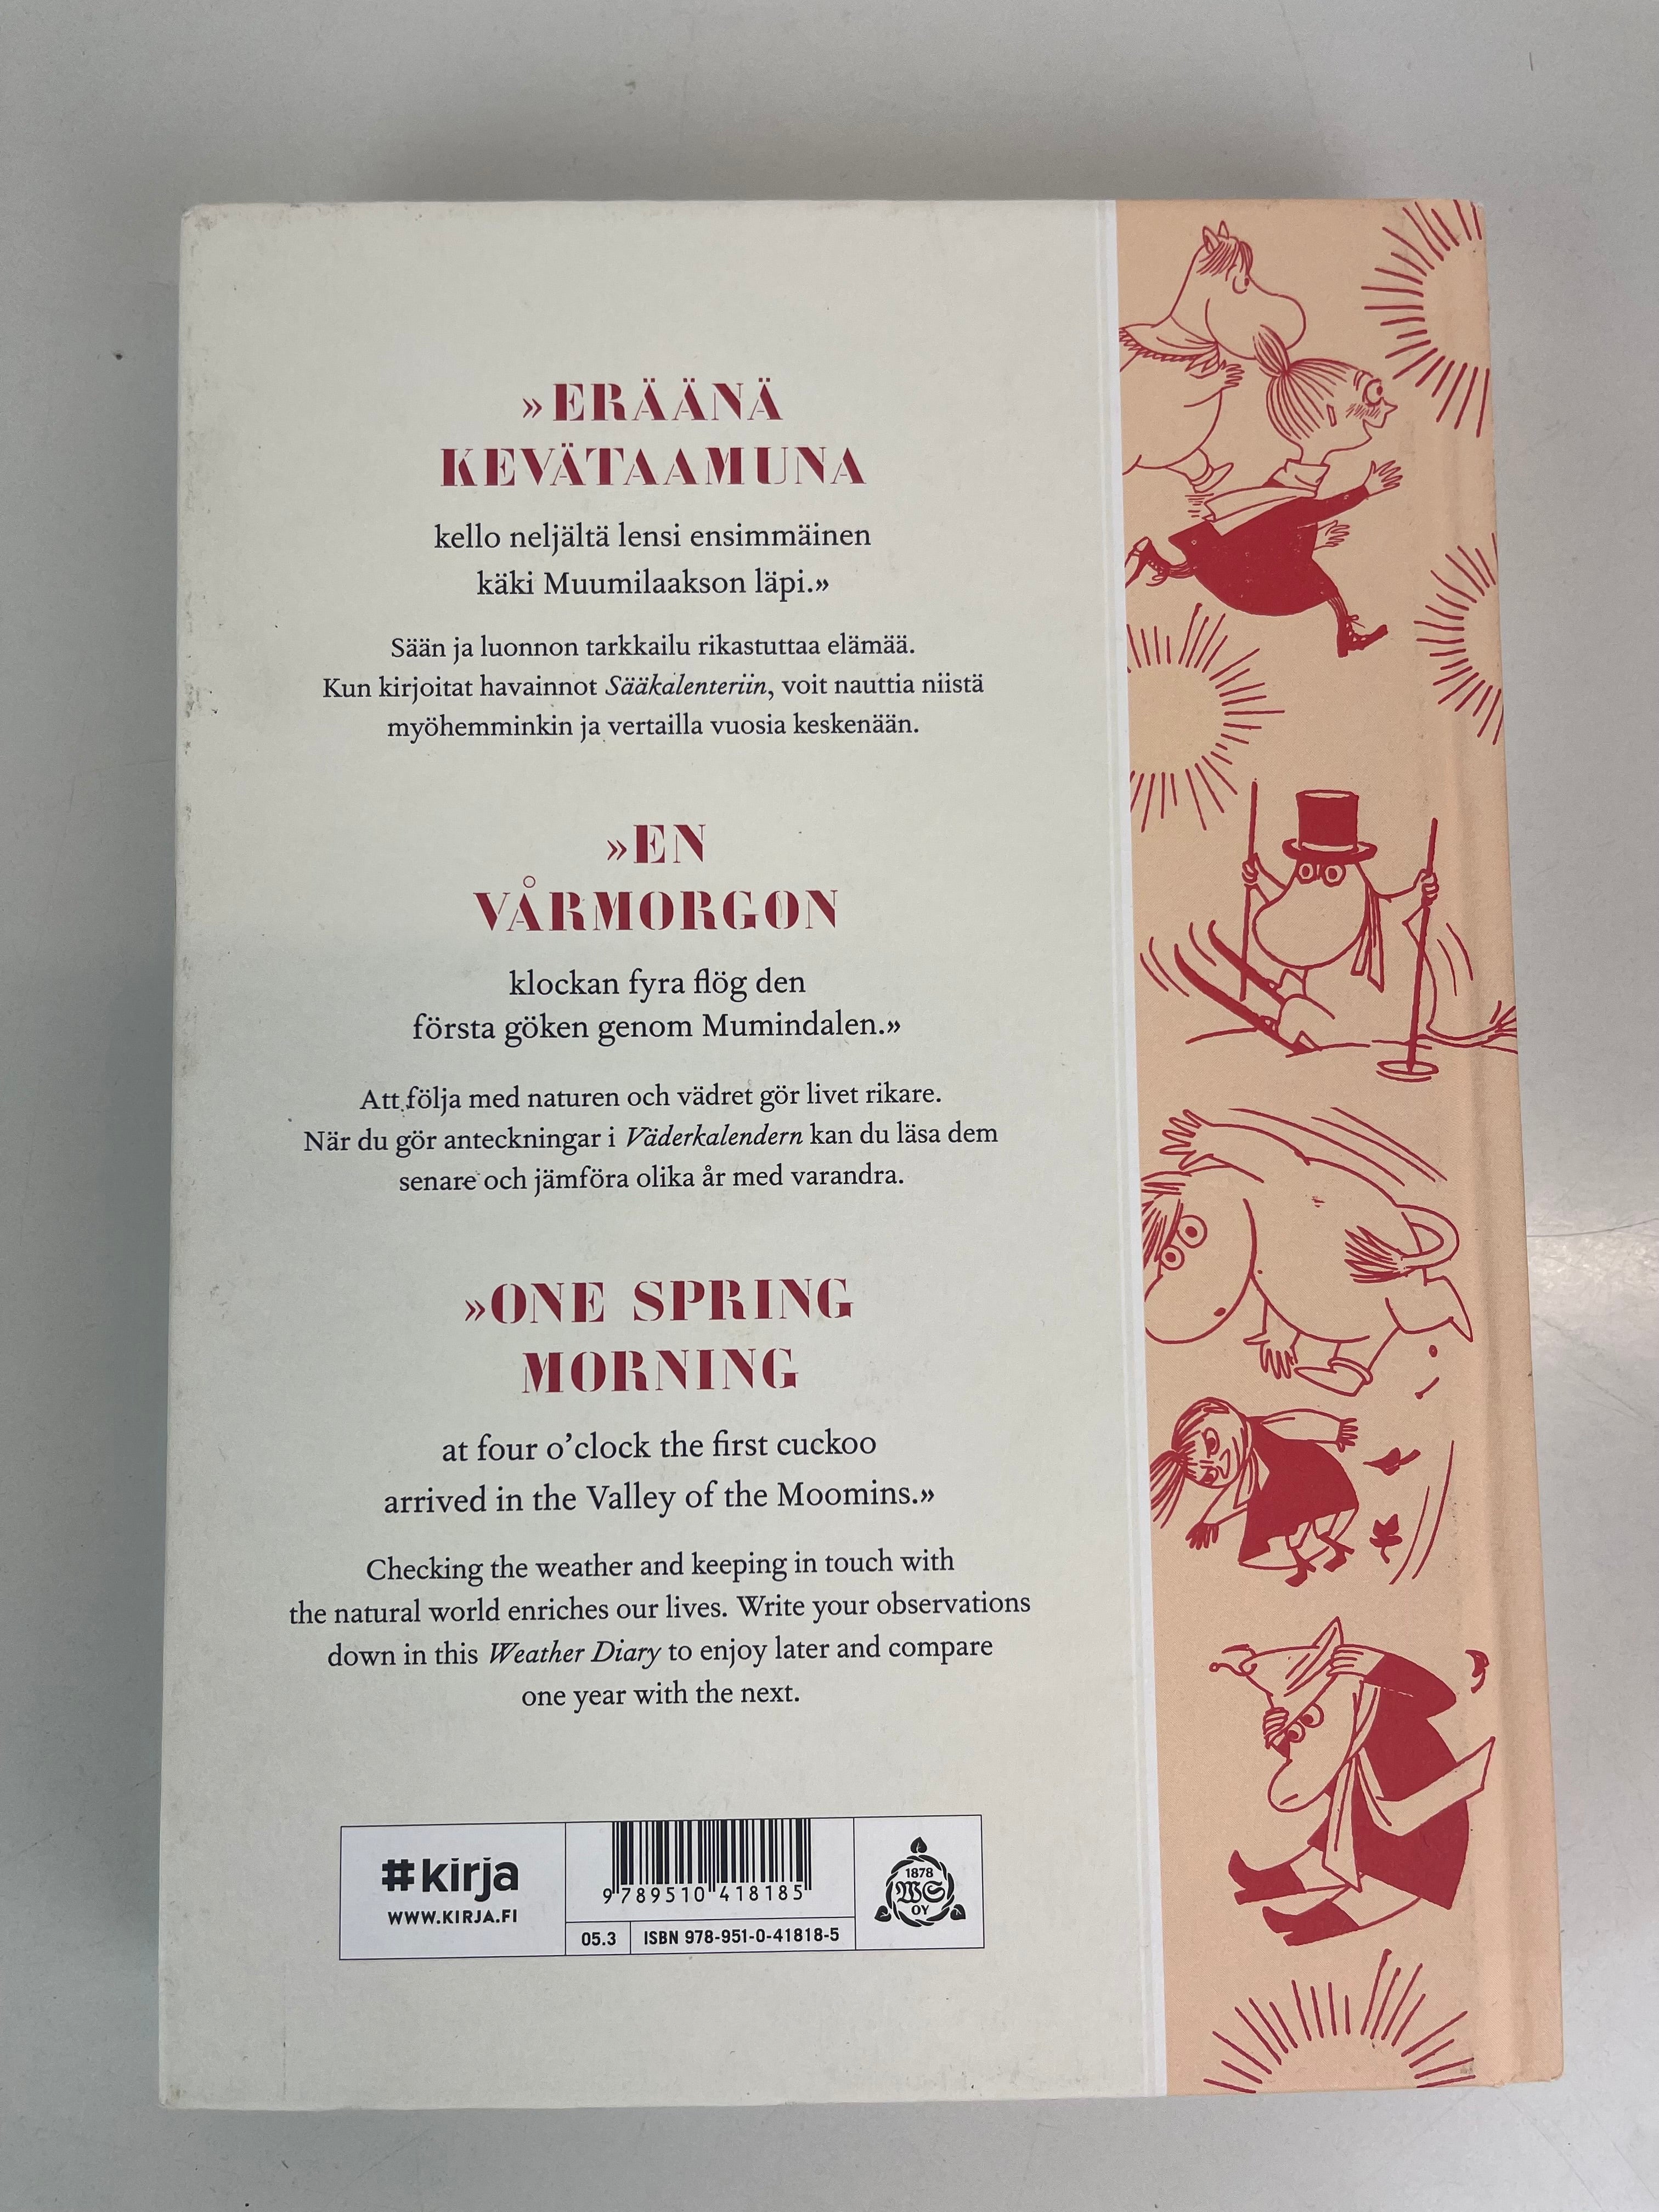 »ERÄÄNÄ
KEVÄTAAMUNA
kello neljältä lensi ensimmäinen
käki Muumilaakson läpi.»
Sään ja luonnon tarkkailu rikastuttaa elämää.
Kun kirjoitat havainnot Sääkalenteriin, voit nauttia niistä
myöhemminkin ja vertailla vuosia keskenään.
»EN
VÅRMORGON
klockan fyra flög den
första göken genom Mumindalen.»
Att följa med naturen och vädret gör livet rikare.
När du gör anteckningar i Väderkalendern kan du läsa dem
senare och jämföra olika år med varandra.
»ONE SPRING
MORNING
at four o’clock the first cuckoo
arrived in the Valley of the Moomins.»
Checking the weather and keeping in touch with
the natural world enriches our lives. Write your observations
down in this Weather Diary to enjoy later and compare
one year with the next.
#kirja
WWW.KIRJA.FI
9 789510 418185
05.3
ISBN 978-951-0-41818-5
1878
WS
OY